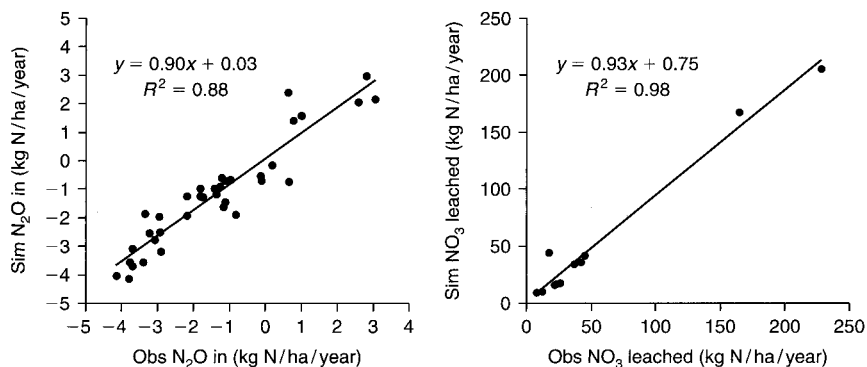 5
4
3
2
1
0
−1
−2
−3
−4
−5
−5 −4 −3 −2 −1 0 1 2 3 4
y = 0.90x + 0.03
R² = 0.88
Sim N₂O in (kg N/ha/year)
Obs N₂O in (kg N/ha/year)
250
200
150
100
50
0
0 50 100 150 200 250
y = 0.93x + 0.75
R² = 0.98
Sim NO₃ leached (kg N/ha/year)
Obs NO₃ leached (kg N/ha/year)